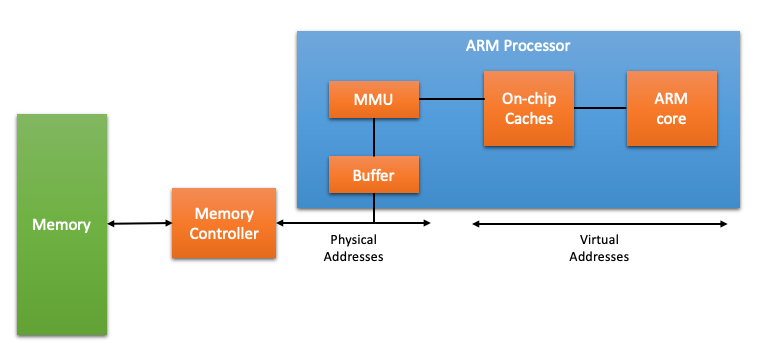 ARM Processor
MMU
On-chip
Caches
ARM
core
Buffer
Memory
Memory
Controller
Physical
Addresses
Virtual
Addresses